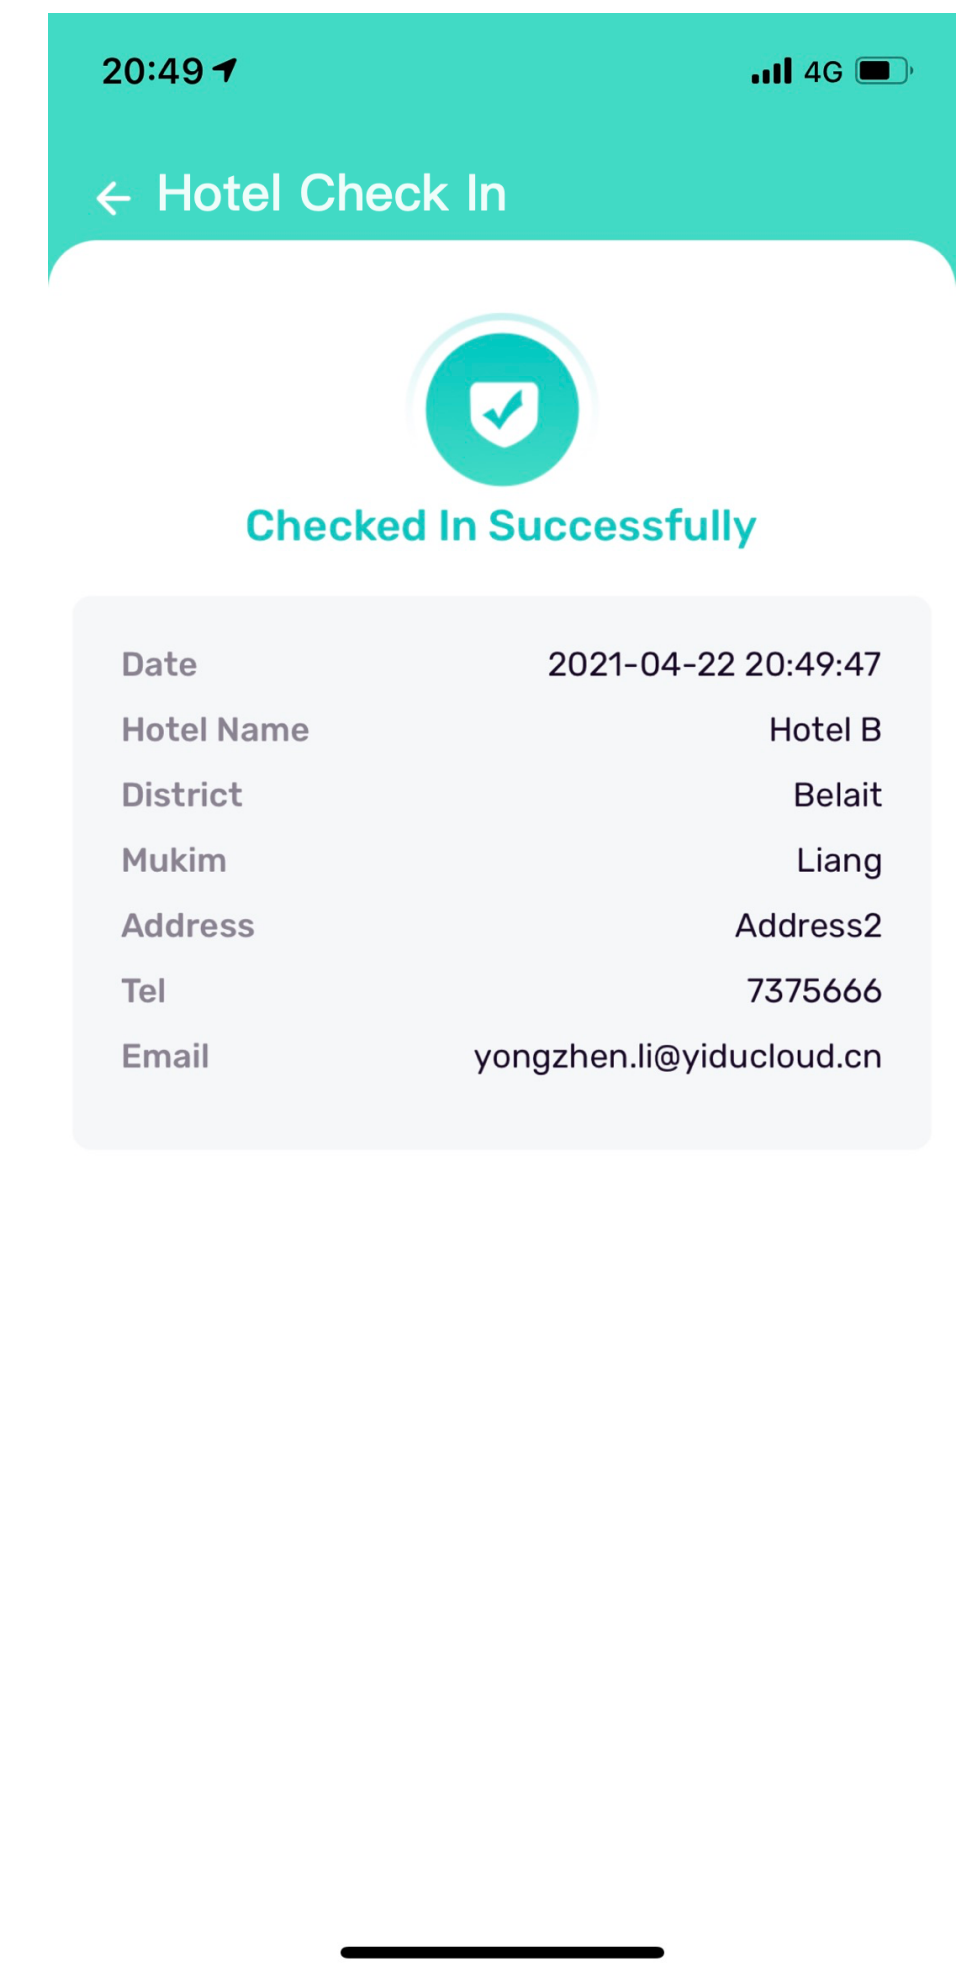 20:49
4G
Hotel Check In
Checked In Successfully
Date 2021-04-22 20:49:47
Hotel Name Hotel B
District Belait
Mukim Liang
Address Address2
Tel 7375666
Email yongzhen.li@yiducloud.cn